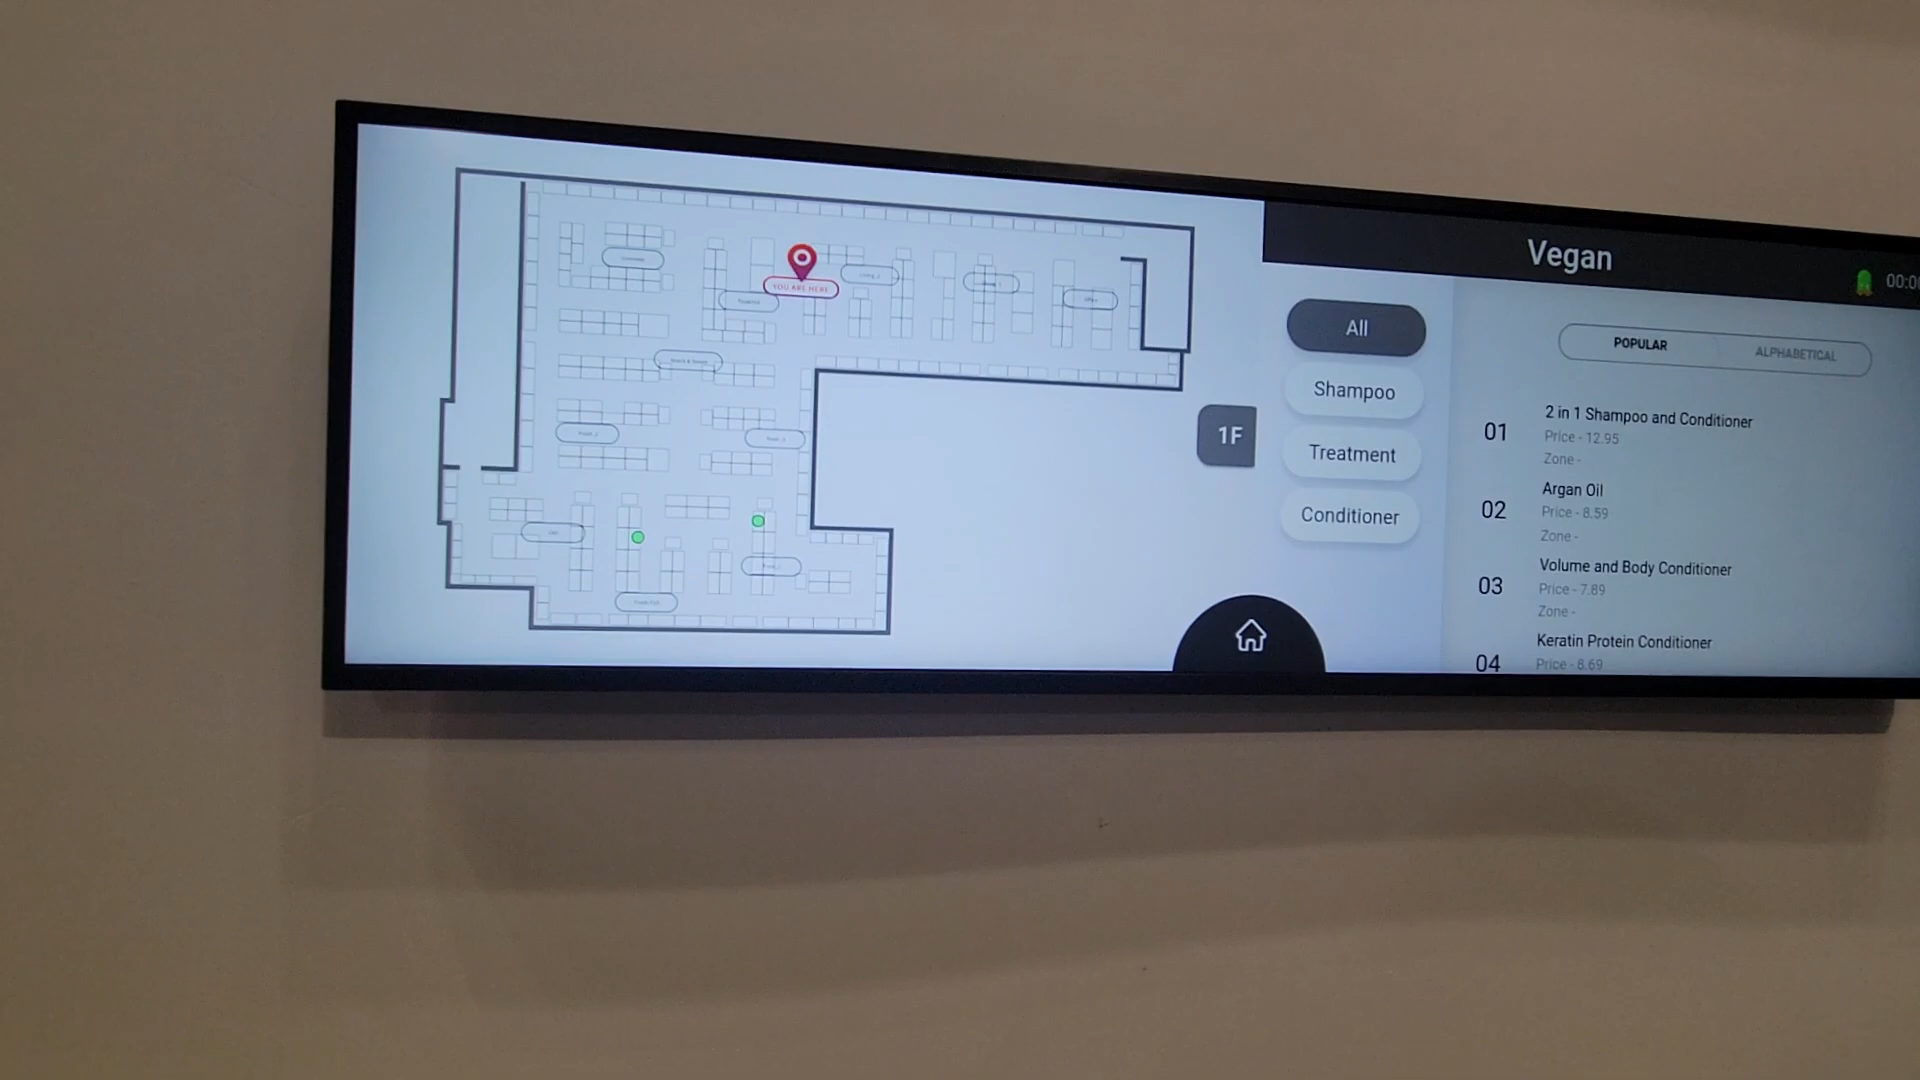 YOU ARE HERE
1F
Vegan
00:0
All
Shampoo
Treatment
Conditioner
POPULAR
ALPHABETICAL
01
2 in 1 Shampoo and Conditioner
Price - 12.95
Zone -
02
Argan Oil
Price - 8.59
Zone -
03
Volume and Body Conditioner
Price - 7.89
Zone -
04
Keratin Protein Conditioner
Price - 8.69